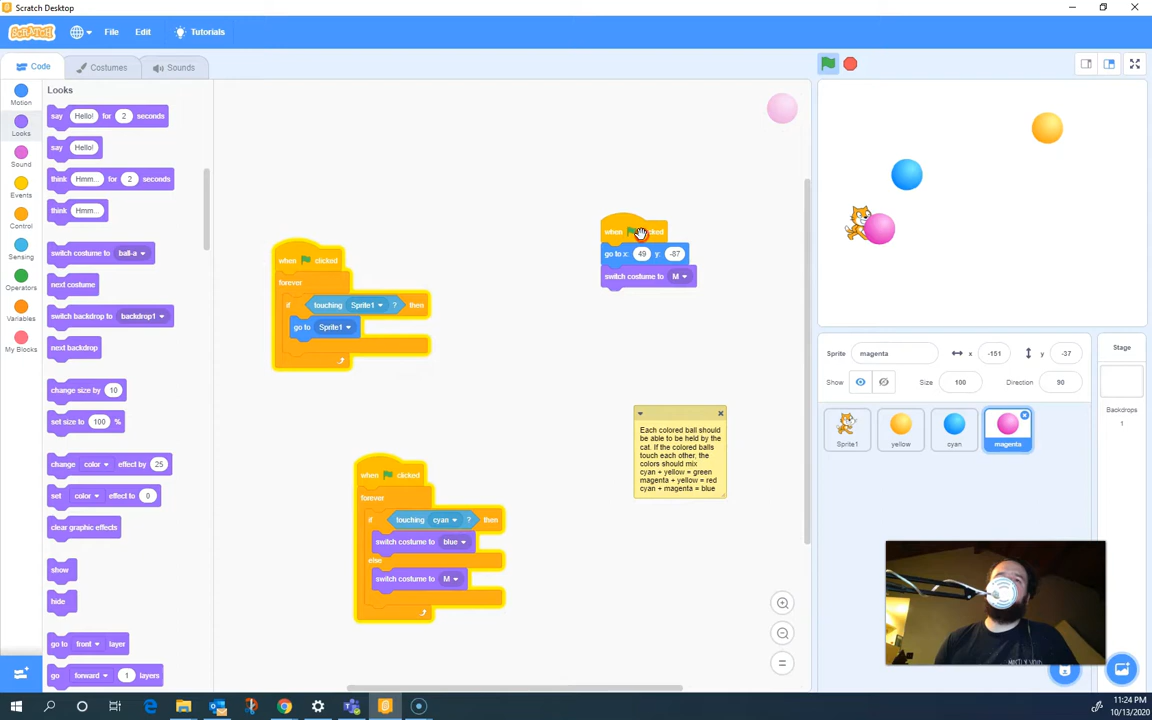 Scratch Desktop
SCRATCH
File
Edit
Tutorials
Code
Costumes
Sounds
Motion
Looks
Sound
Events
Control
Sensing
Operators
Variables
My Blocks
Looks
say Hello! for 2 seconds
say Hello!
think Hmm... for 2 seconds
think Hmm...
switch costume to ball-a
next costume
switch backdrop to backdrop1
next backdrop
change size by 10
set size to 100 %
change color effect by 25
set color effect to 0
clear graphic effects
show
hide
go to front layer
go forward 1 layers
when clicked
forever
if touching Sprite1 ? then
go to Sprite1
when clicked
forever
if touching cyan ? then
switch costume to blue
else
switch costume to M
when clicked
go to x: 49 y: -87
switch costume to M
Each colored ball should
be able to be held by the
cat. If the colored balls
touch each other, the
colors should mix
cyan + yellow = green
magenta + yellow = red
cyan + magenta = blue
Sprite magenta x -151 y -37
Show Size 100 Direction 90
Sprite1
yellow
cyan
magenta
Stage
Backdrops
1
11:24 PM
10/13/2020